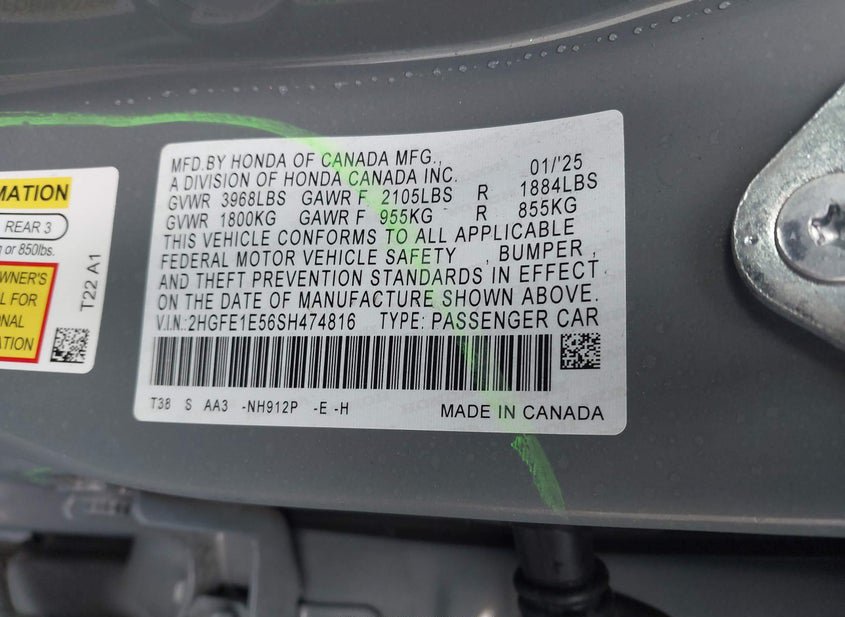 MATION
REAR 3
or 850lbs.
WNER'S
L FOR
ONAL
ATION
T22 A1
MFD. BY HONDA OF CANADA MFG., 01/'25
A DIVISION OF HONDA CANADA INC.
GVWR 3968LBS GAWR F 2105LBS R 1884LBS
GVWR 1800KG GAWR F 955KG R 855KG
THIS VEHICLE CONFORMS TO ALL APPLICABLE
FEDERAL MOTOR VEHICLE SAFETY , BUMPER ,
AND THEFT PREVENTION STANDARDS IN EFFECT
ON THE DATE OF MANUFACTURE SHOWN ABOVE.
V.I.N.:2HGFE1E56SH474816 TYPE: PASSENGER CAR
T38 S AA3 -NH912P -E -H MADE IN CANADA